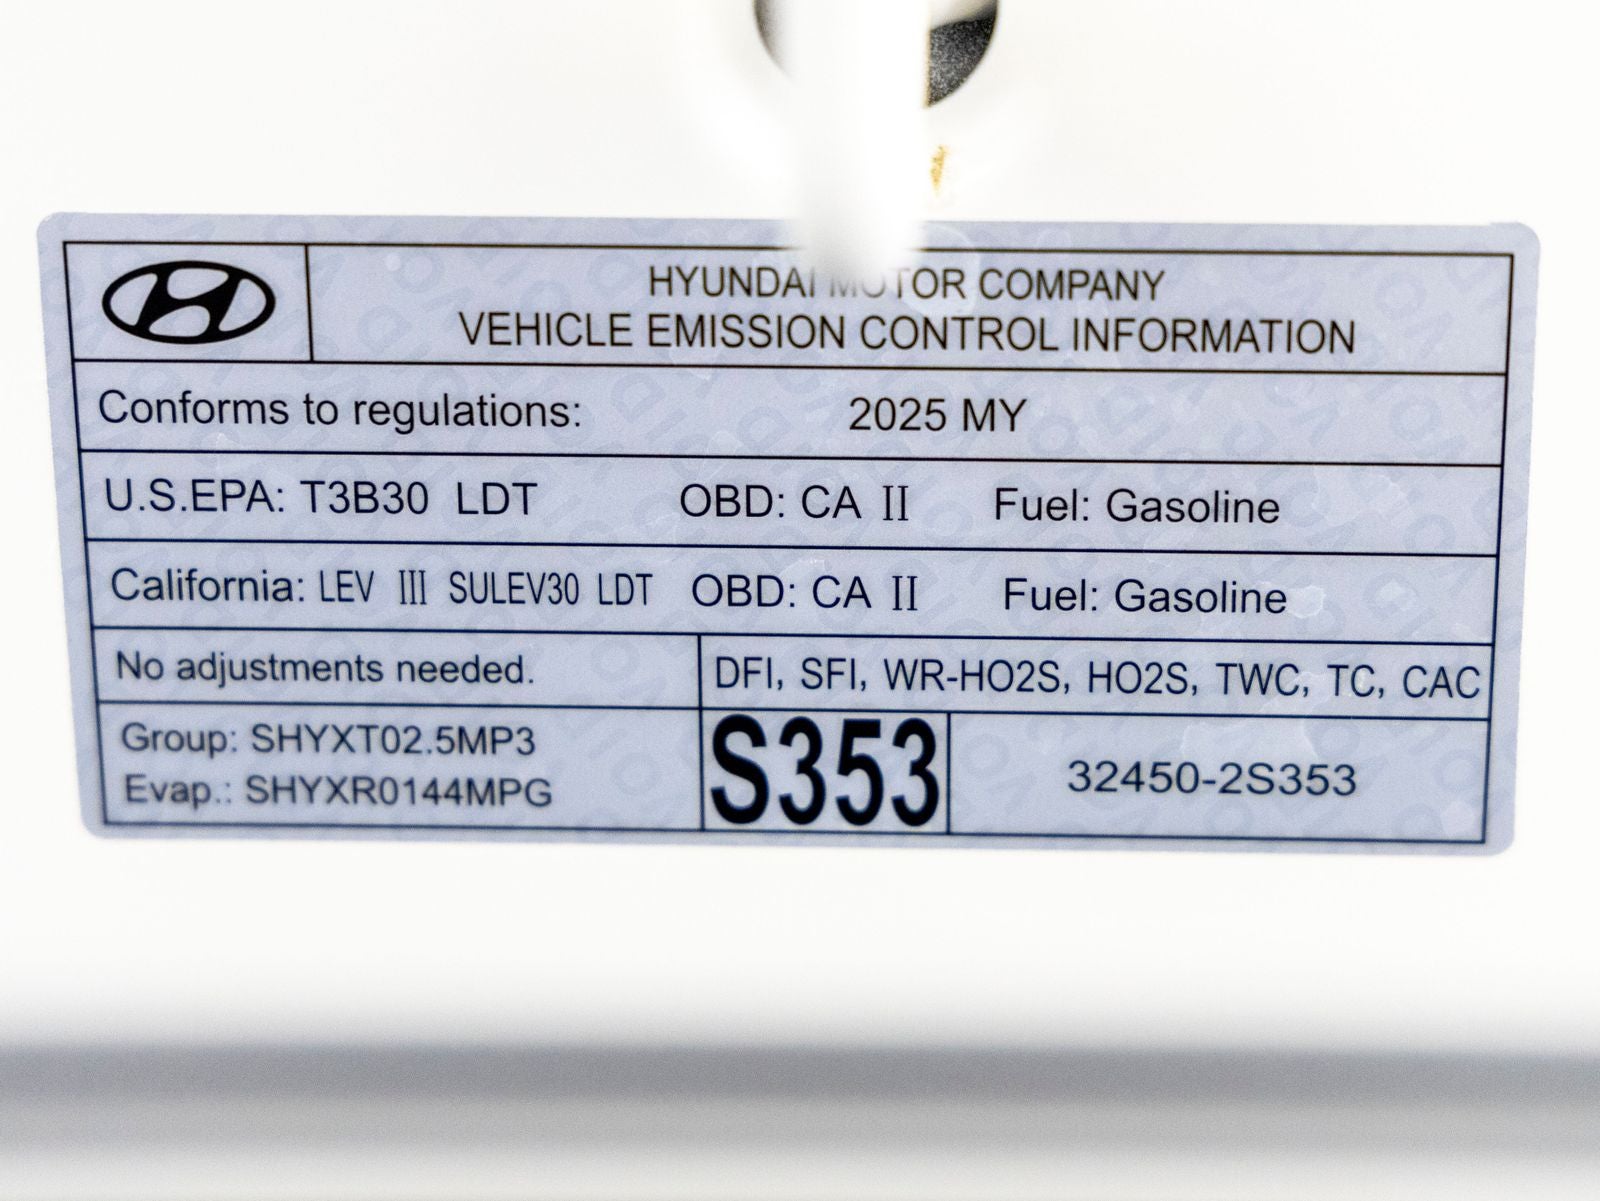 HYUNDAI MOTOR COMPANY
VEHICLE EMISSION CONTROL INFORMATION
Conforms to regulations: 2025 MY
U.S.EPA: T3B30 LDT OBD: CA II Fuel: Gasoline
California: LEV III SULEV30 LDT OBD: CA II Fuel: Gasoline
No adjustments needed. DFI, SFI, WR-HO2S, HO2S, TWC, TC, CAC
Group: SHYXT02.5MP3
Evap.: SHYXR0144MPG
S353
32450-2S353